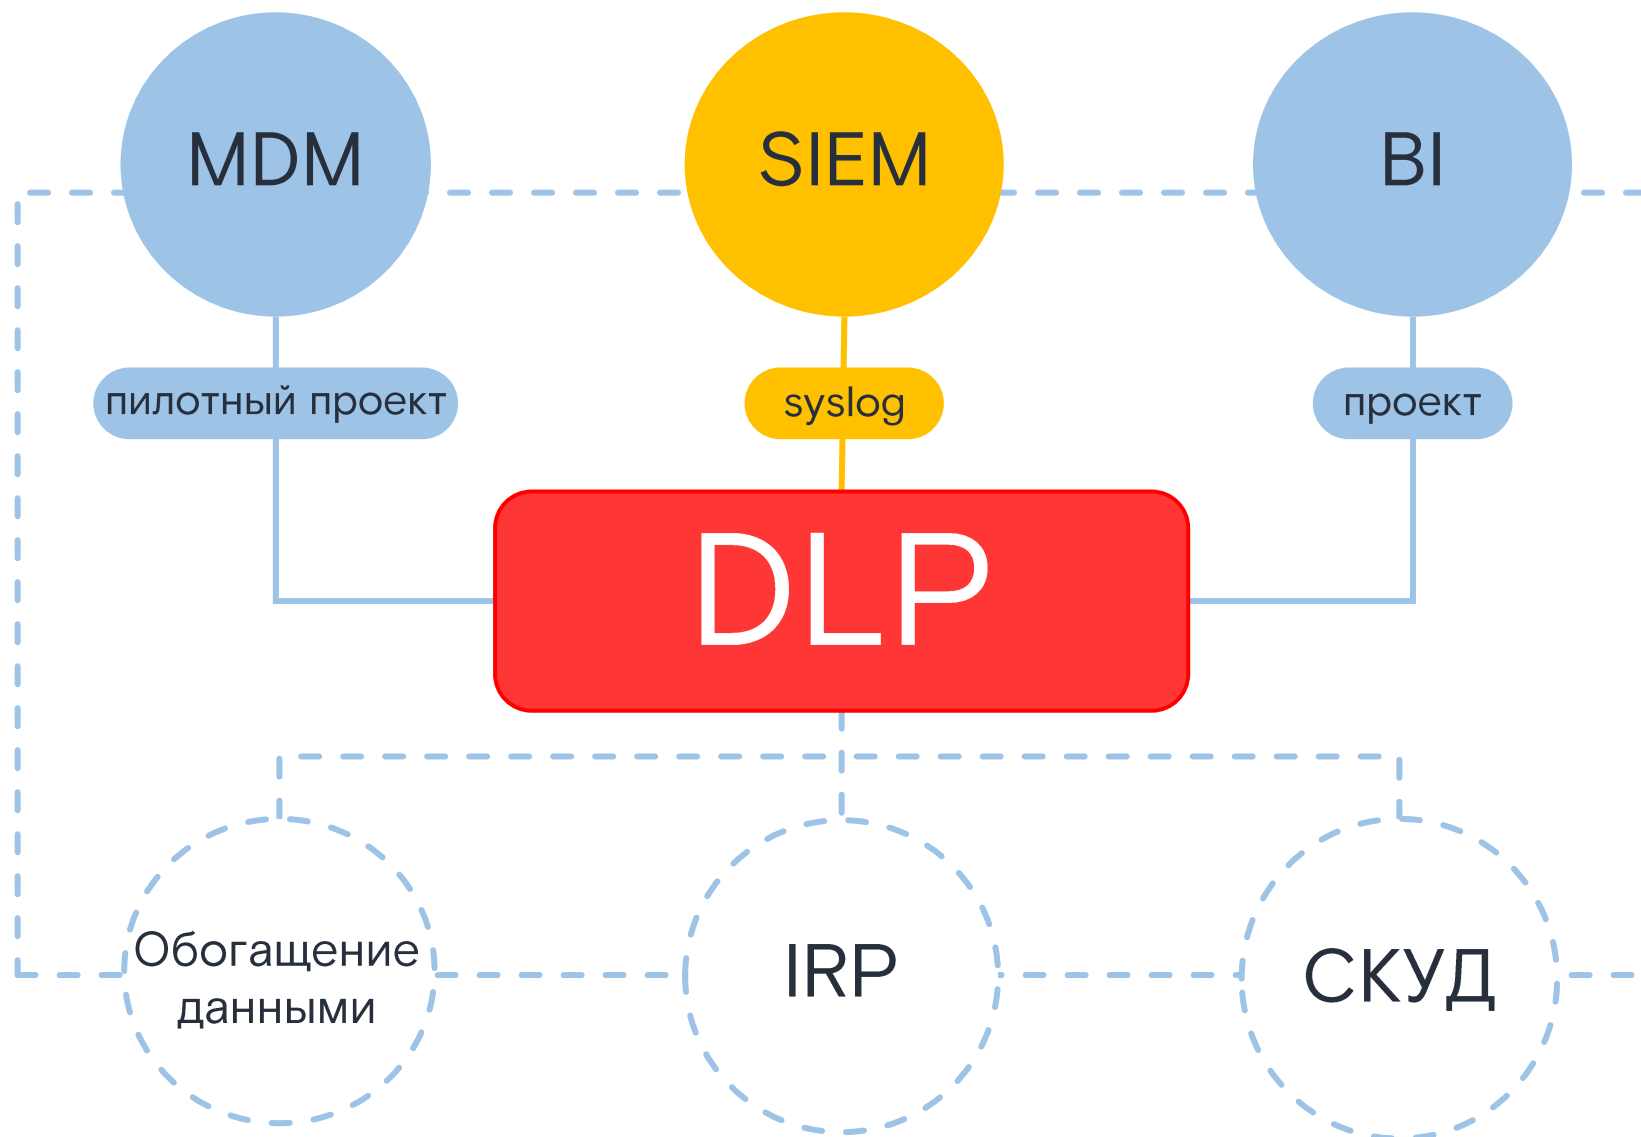 MDM
SIEM
BI
пилотный проект
syslog
проект
DLP
Обогащение
данными
IRP
СКУД